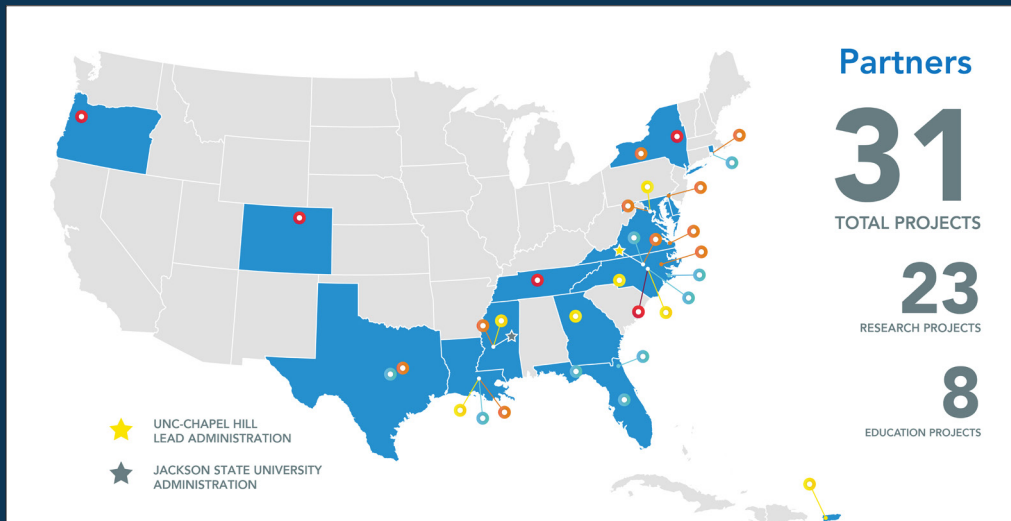 Partners
31
TOTAL PROJECTS
23
RESEARCH PROJECTS
8
EDUCATION PROJECTS
UNC-CHAPEL HILL
LEAD ADMINISTRATION
JACKSON STATE UNIVERSITY
ADMINISTRATION